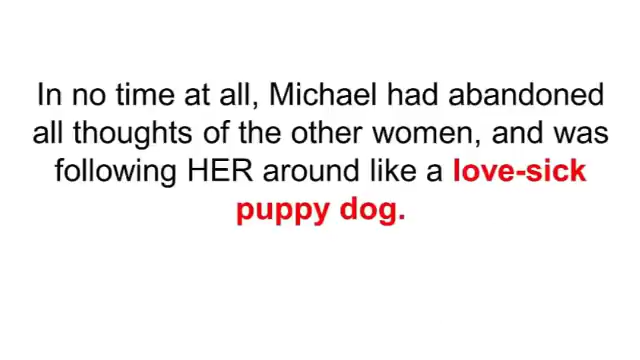 In no time at all, Michael had abandoned
all thoughts of the other women, and was
following HER around like a love-sick
puppy dog.